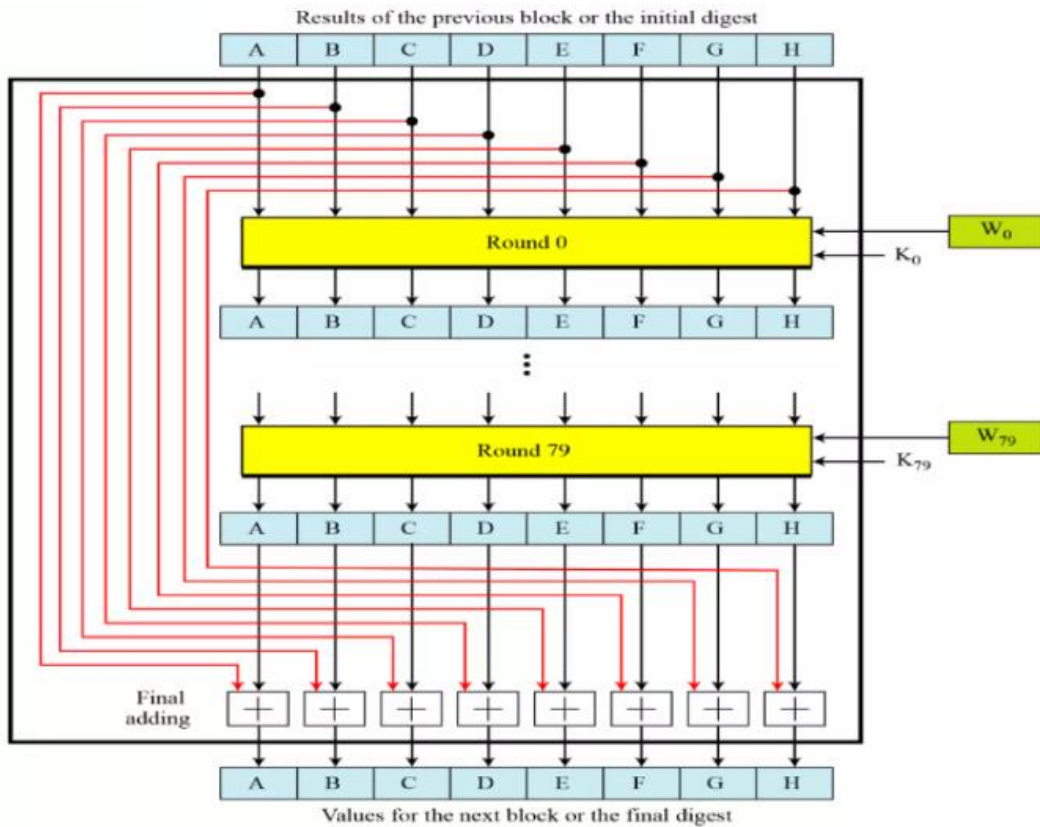 Results of the previous block or the initial digest
A B C D E F G H
Round 0
W₀
K₀
A B C D E F G H
Round 79
W₇₉
K₇₉
A B C D E F G H
Final
adding
A B C D E F G H
Values for the next block or the final digest